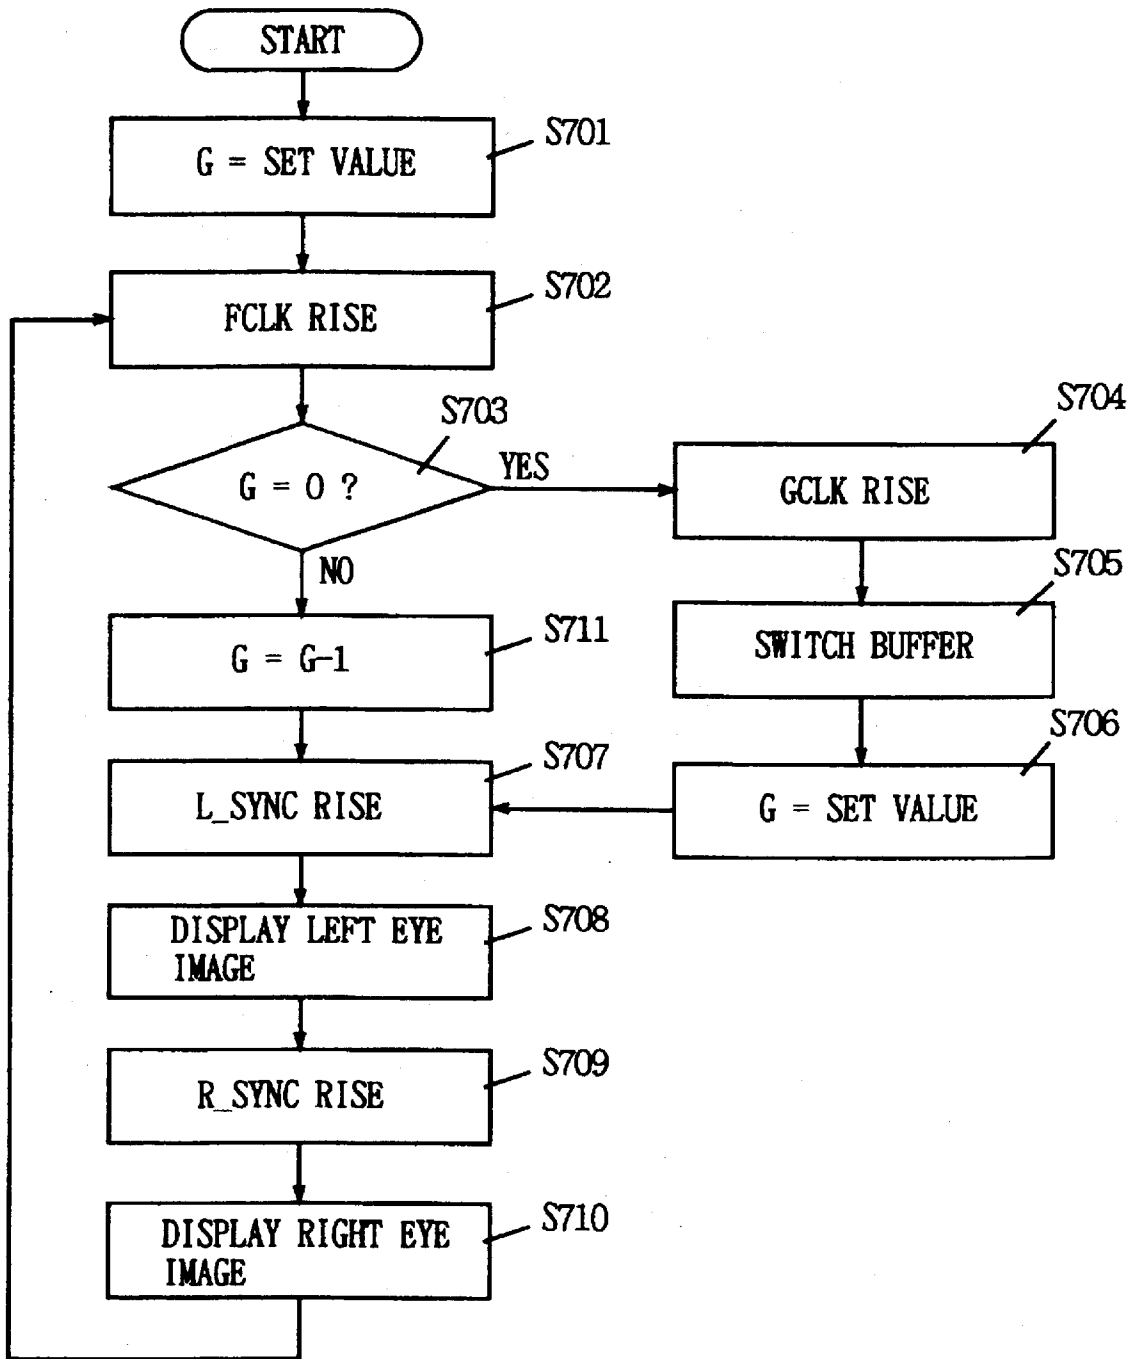 START
S701
G = SET VALUE
S702
FCLK RISE
S703
G = 0 ?
YES
NO
S704
GCLK RISE
S705
SWITCH BUFFER
S706
G = SET VALUE
S711
G = G-1
S707
L_SYNC RISE
S708
DISPLAY LEFT EYE
IMAGE
S709
R_SYNC RISE
S710
DISPLAY RIGHT EYE
IMAGE